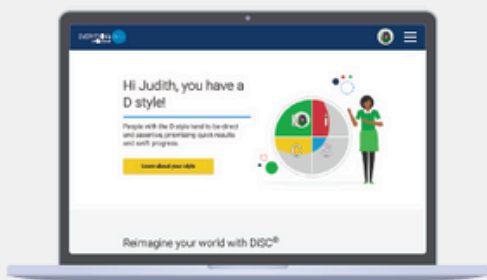 Hi Judith, you have a
D style!
People with the D style tend to be direct
and assertive, prioritizing quick results
and swift progress.
Learn about your style
i
C
S
Reimagine your world with DiSC®